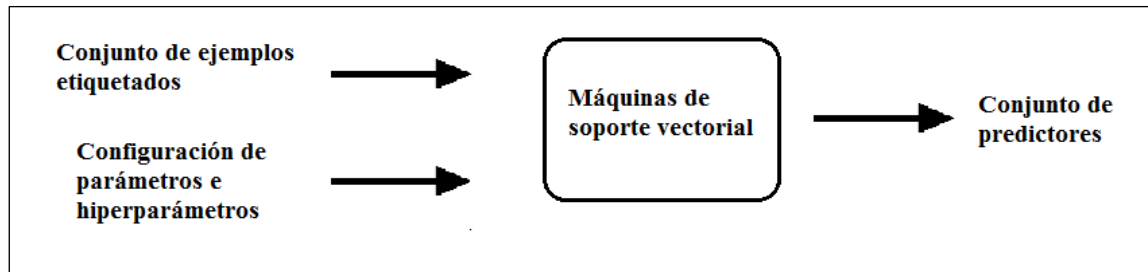 Conjunto de ejemplos
etiquetados
Configuración de
parámetros e
hiperparámetros
Máquinas de
soporte vectorial
Conjunto de
predictores